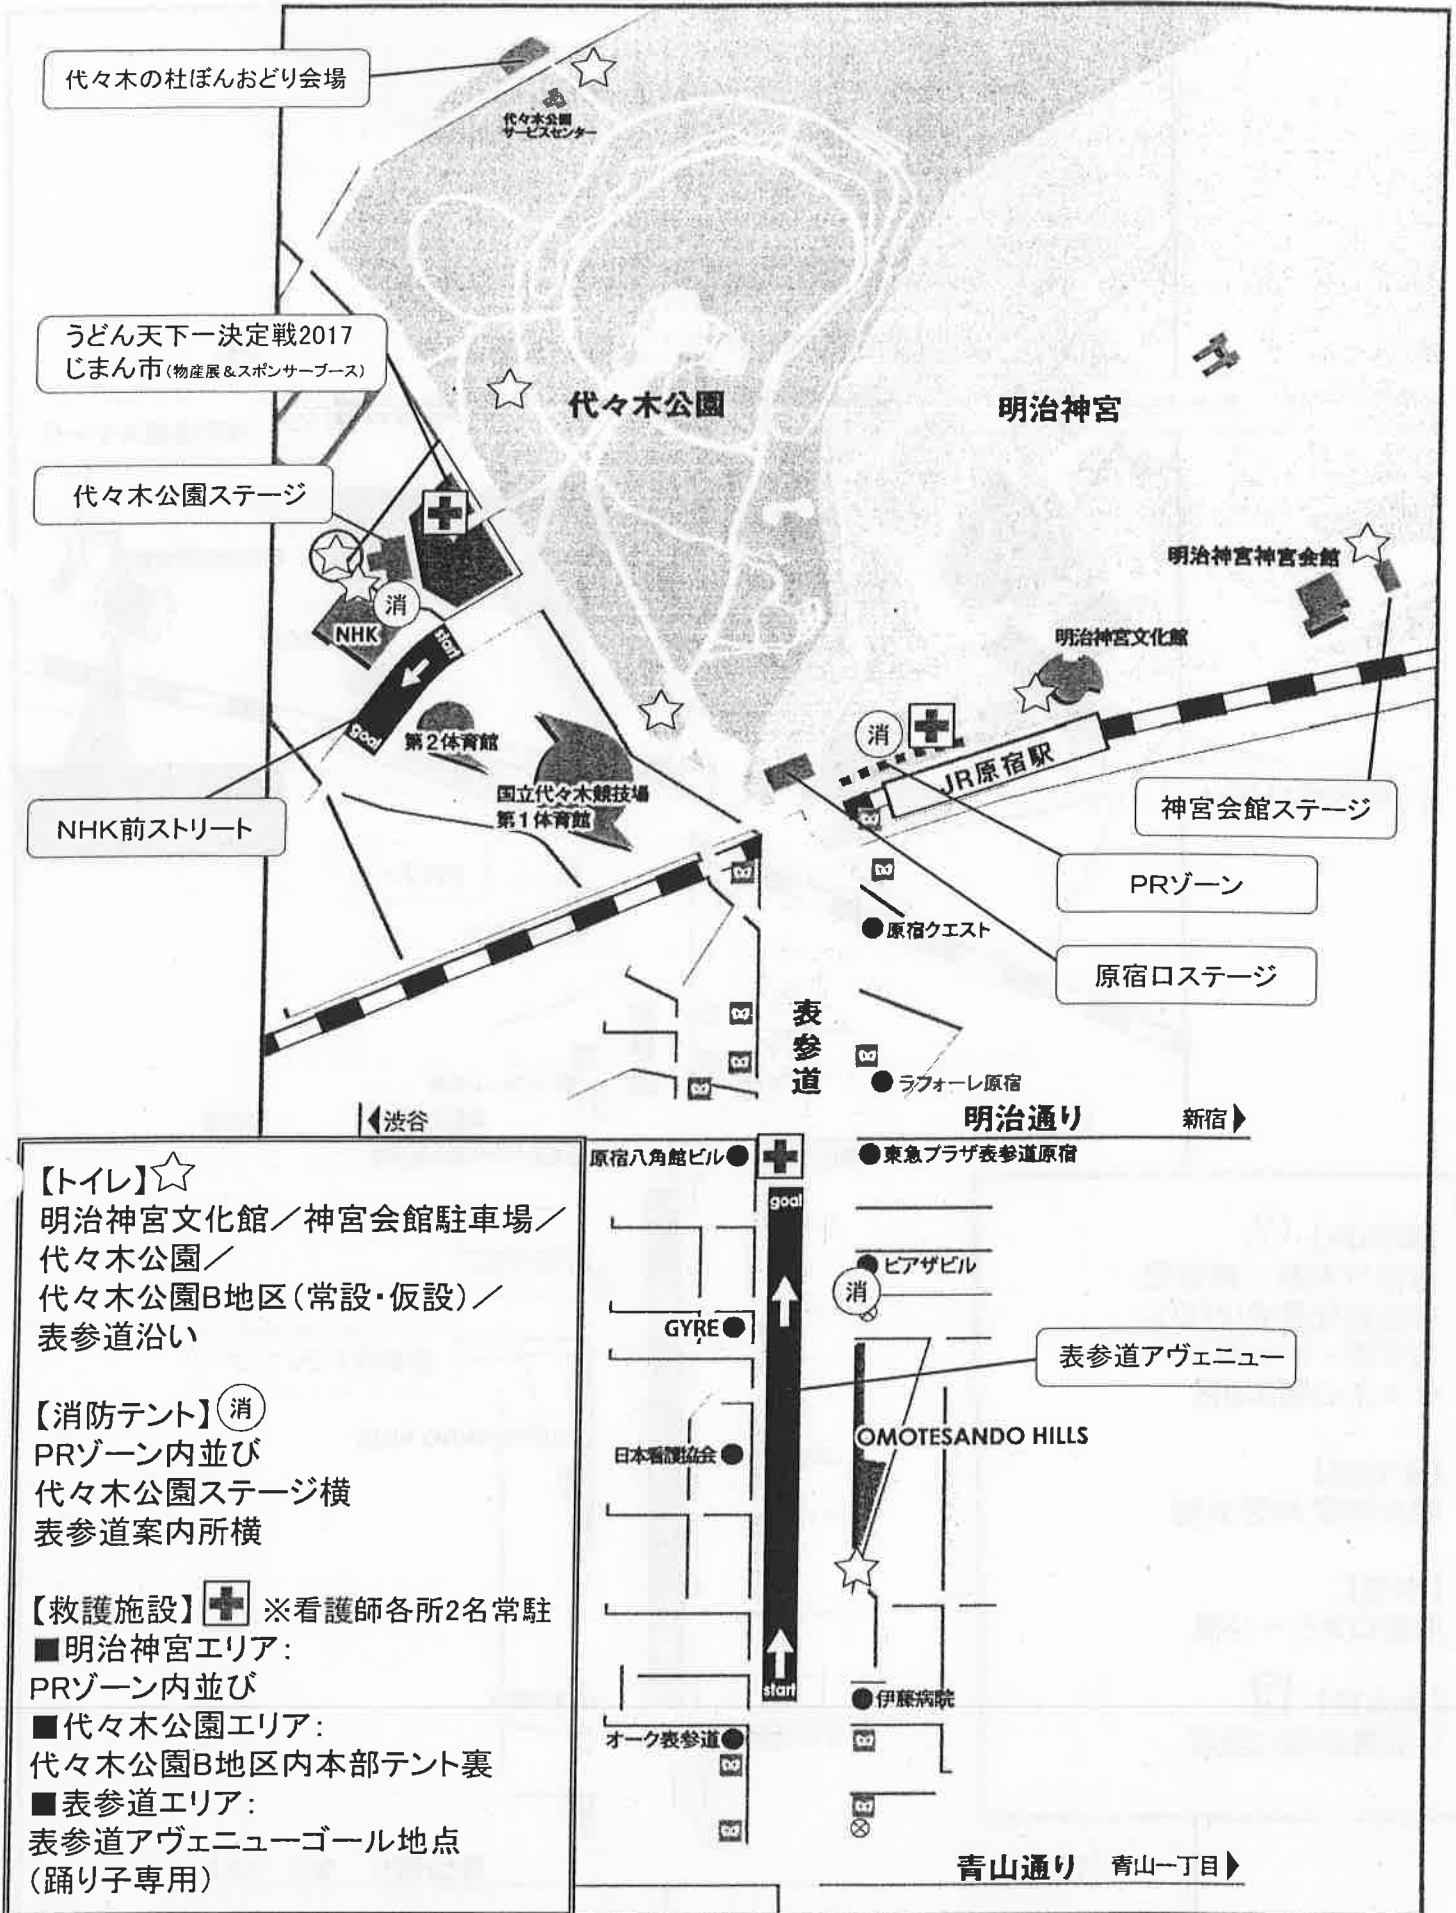 代々木の杜ぼんおどり会場
代々木公園
サービスセンター
うどん天下一決定戦2017
じまん市(物産展&スポンサーブース)
代々木公園
明治神宮
代々木公園ステージ
明治神宮神宮会館
消
NHK
start
goal
明治神宮文化館
第2体育館
消
JR原宿駅
国立代々木競技場
第1体育館
NHK前ストリート
神宮会館ステージ
PRゾーン
原宿クエスト
原宿口ステージ
表参道
ラフォーレ原宿
渋谷
明治通り
新宿
原宿八角館ビル
東急プラザ表参道原宿
goal
ビアザビル
消
GYRE
表参道アヴェニュー
OMOTESANDO HILLS
日本看護協会
start
伊藤病院
オーク表参道
青山通り
青山一丁目
【トイレ】☆
明治神宮文化館／神宮会館駐車場／
代々木公園／
代々木公園B地区(常設・仮設)／
表参道沿い
【消防テント】消
PRゾーン内並び
代々木公園ステージ横
表参道案内所横
【救護施設】 ※看護師各所2名常駐
■明治神宮エリア:
PRゾーン内並び
■代々木公園エリア:
代々木公園B地区内本部テント裏
■表参道エリア:
表参道アヴェニューゴール地点
(踊り子専用)